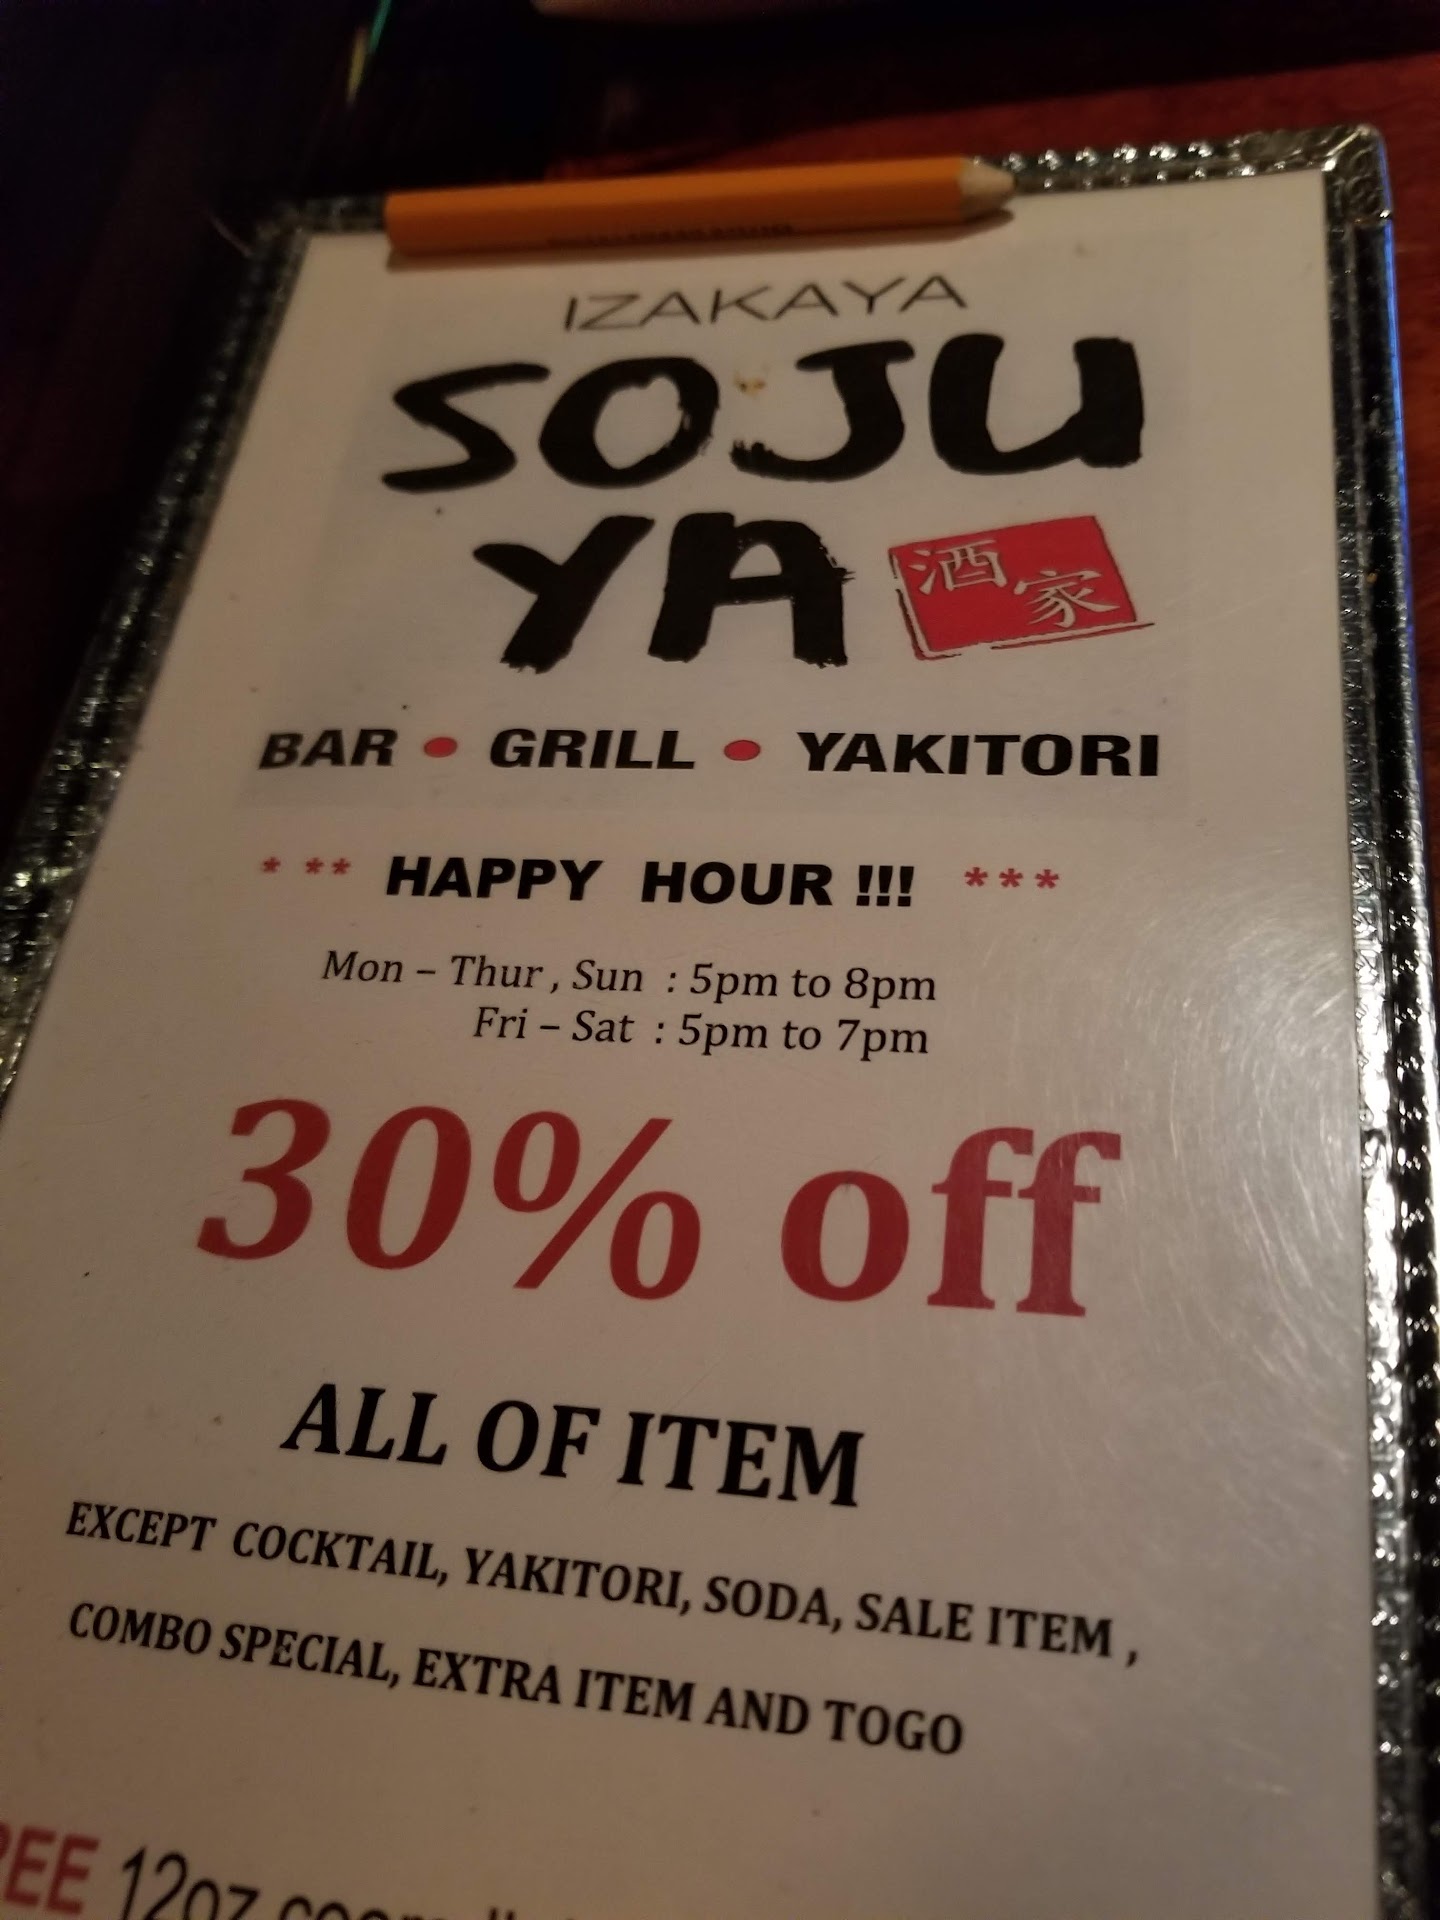 IZAKAYA
SOJU
YA 酒家
BAR • GRILL • YAKITORI
* ** HAPPY HOUR !!! ***
Mon – Thur , Sun : 5pm to 8pm
Fri – Sat : 5pm to 7pm
30% off
ALL OF ITEM
EXCEPT COCKTAIL, YAKITORI, SODA, SALE ITEM ,
COMBO SPECIAL, EXTRA ITEM AND TOGO
12oz